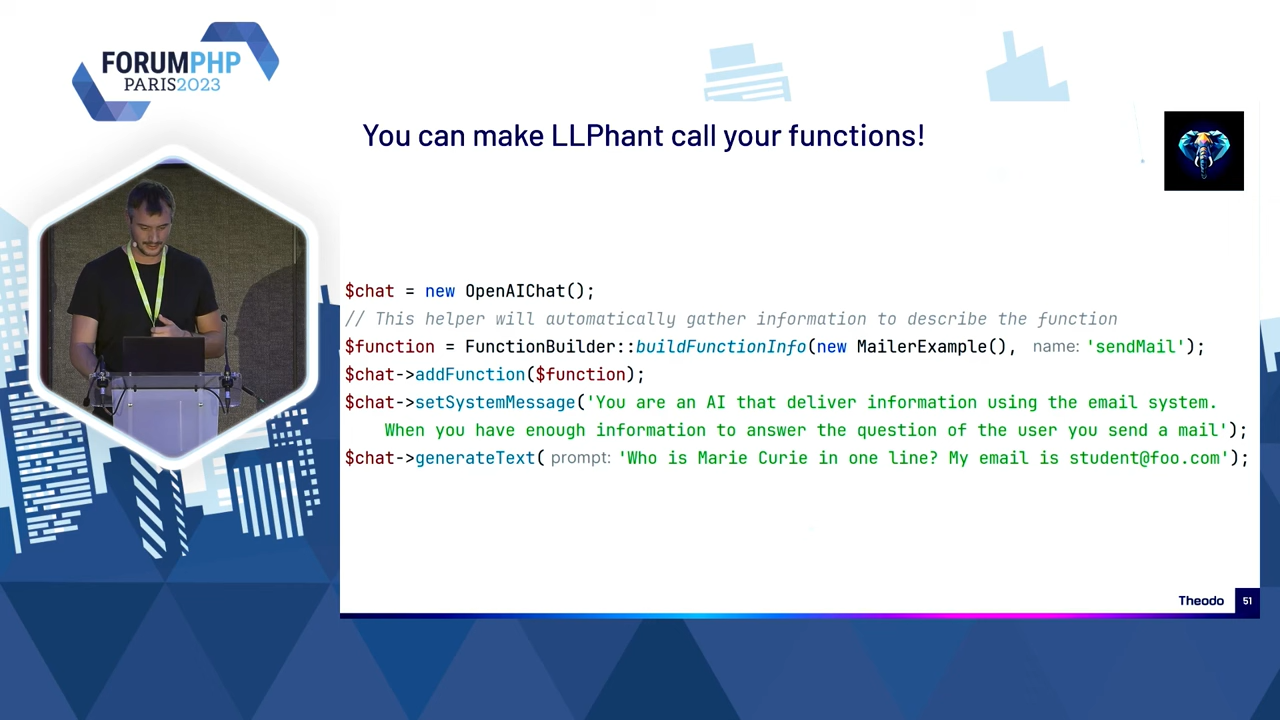 FORUMPHP
PARIS2023
You can make LLPhant call your functions!
$chat = new OpenAIChat();
// This helper will automatically gather information to describe the function
$function = FunctionBuilder::buildFunctionInfo(new MailerExample(), name: 'sendMail');
$chat->addFunction($function);
$chat->setSystemMessage('You are an AI that deliver information using the email system.
When you have enough information to answer the question of the user you send a mail');
$chat->generateText( prompt: 'Who is Marie Curie in one line? My email is student@foo.com');
Theodo 51